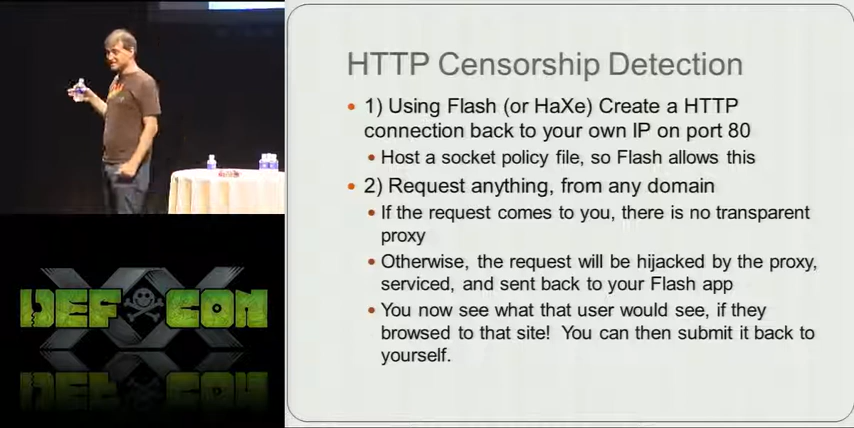 HTTP Censorship Detection
• 1) Using Flash (or HaXe) Create a HTTP
connection back to your own IP on port 80
• Host a socket policy file, so Flash allows this
• 2) Request anything, from any domain
• If the request comes to you, there is no transparent
proxy
• Otherwise, the request will be hijacked by the proxy,
serviced, and sent back to your Flash app
• You now see what that user would see, if they
browsed to that site!  You can then submit it back to
yourself.
XX
DEF CON